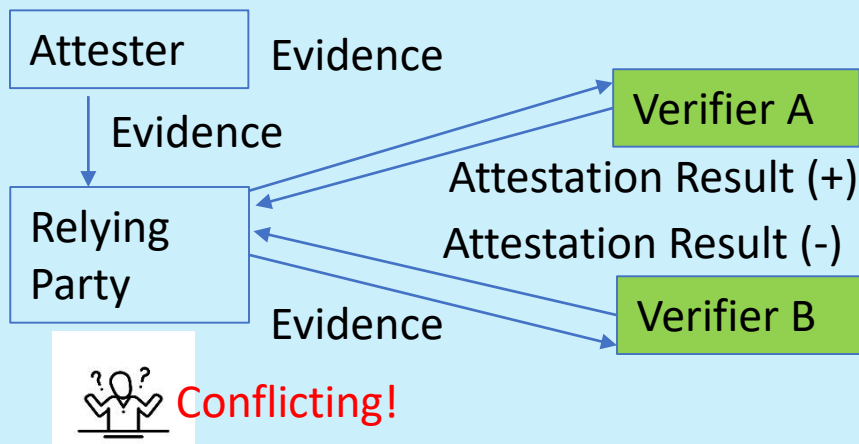 Attester
Evidence
Evidence
Verifier A
Attestation Result (+)
Relying
Party
Attestation Result (-)
Evidence
Verifier B
? ?
Conflicting!